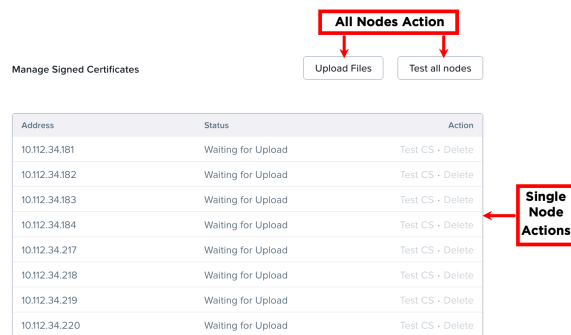 All Nodes Action
Manage Signed Certificates
Upload Files
Test all nodes
Address Status Action
10.112.34.181 Waiting for Upload Test CS • Delete
10.112.34.182 Waiting for Upload Test CS • Delete
10.112.34.183 Waiting for Upload Test CS • Delete
10.112.34.184 Waiting for Upload Test CS • Delete
10.112.34.217 Waiting for Upload Test CS • Delete
10.112.34.218 Waiting for Upload Test CS • Delete
10.112.34.219 Waiting for Upload Test CS • Delete
10.112.34.220 Waiting for Upload Test CS • Delete
Single
Node
Actions